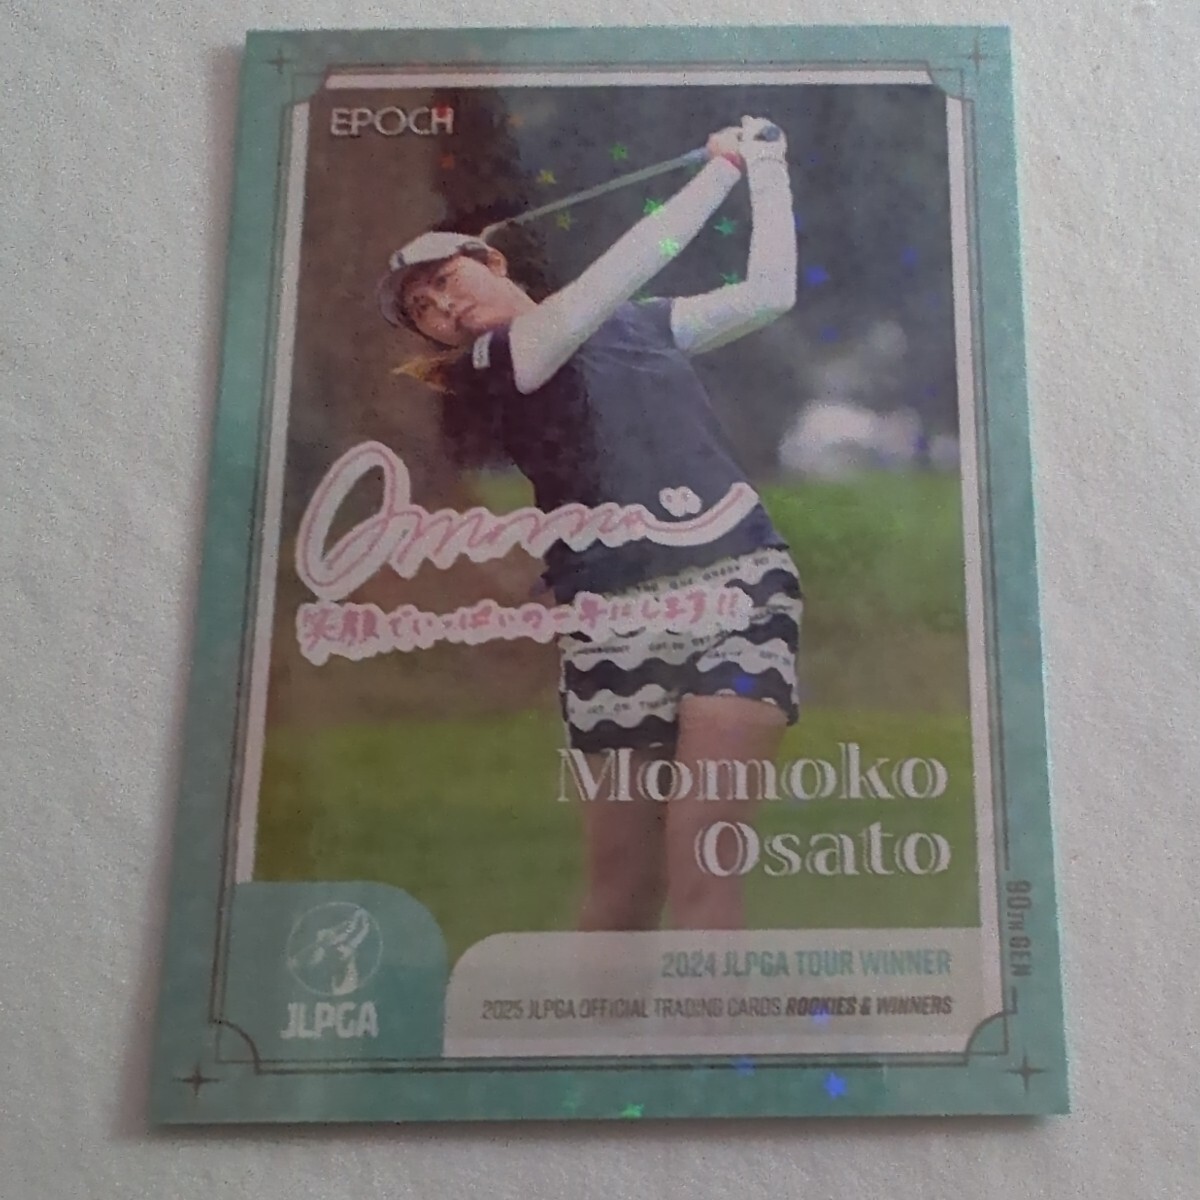 EPOCH
Omomo
笑顔でいっぱいの一年にします!!
Momoko
Osato
90TH GEN
2024 JLPGA TOUR WINNER
2025 JLPGA OFFICIAL TRADING CARDS ROOKIES & WINNERS
JLPGA